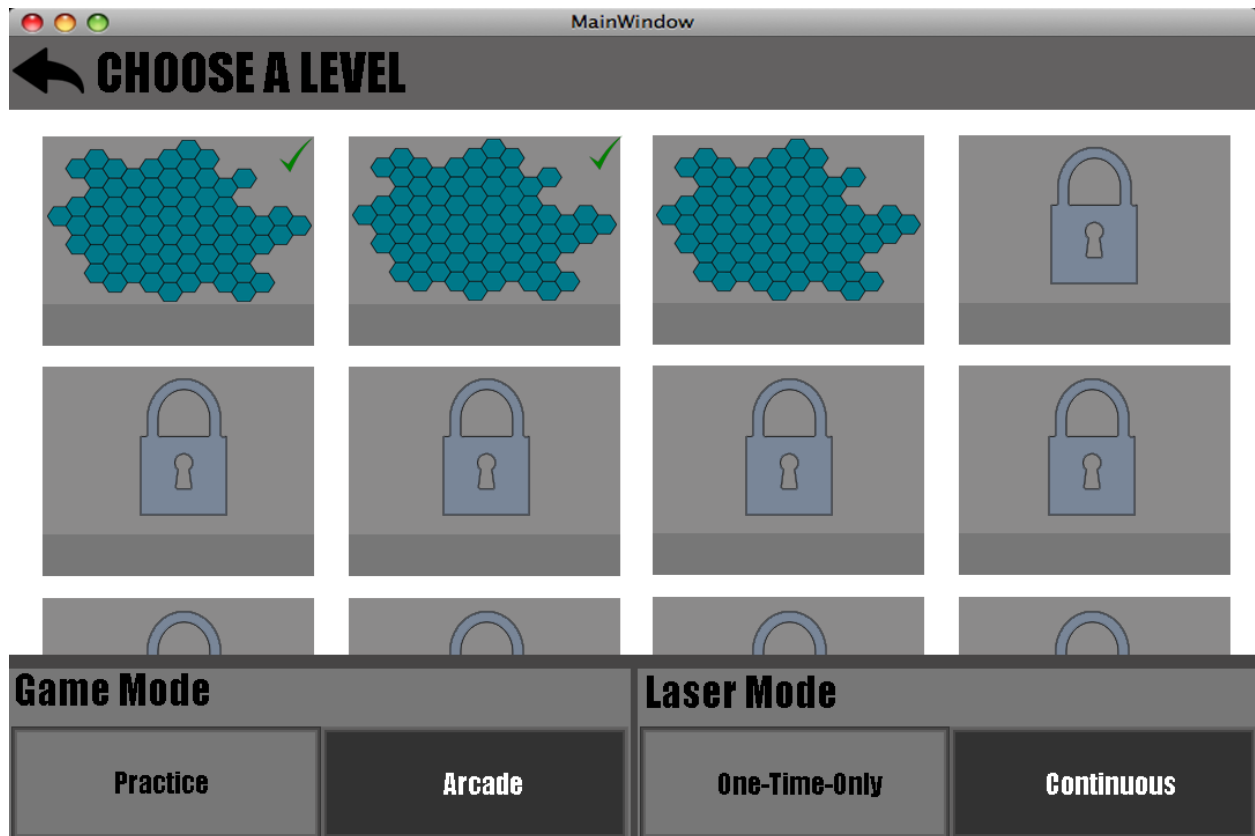 MainWindow
CHOOSE A LEVEL
Game Mode
Laser Mode
Practice
Arcade
One-Time-Only
Continuous